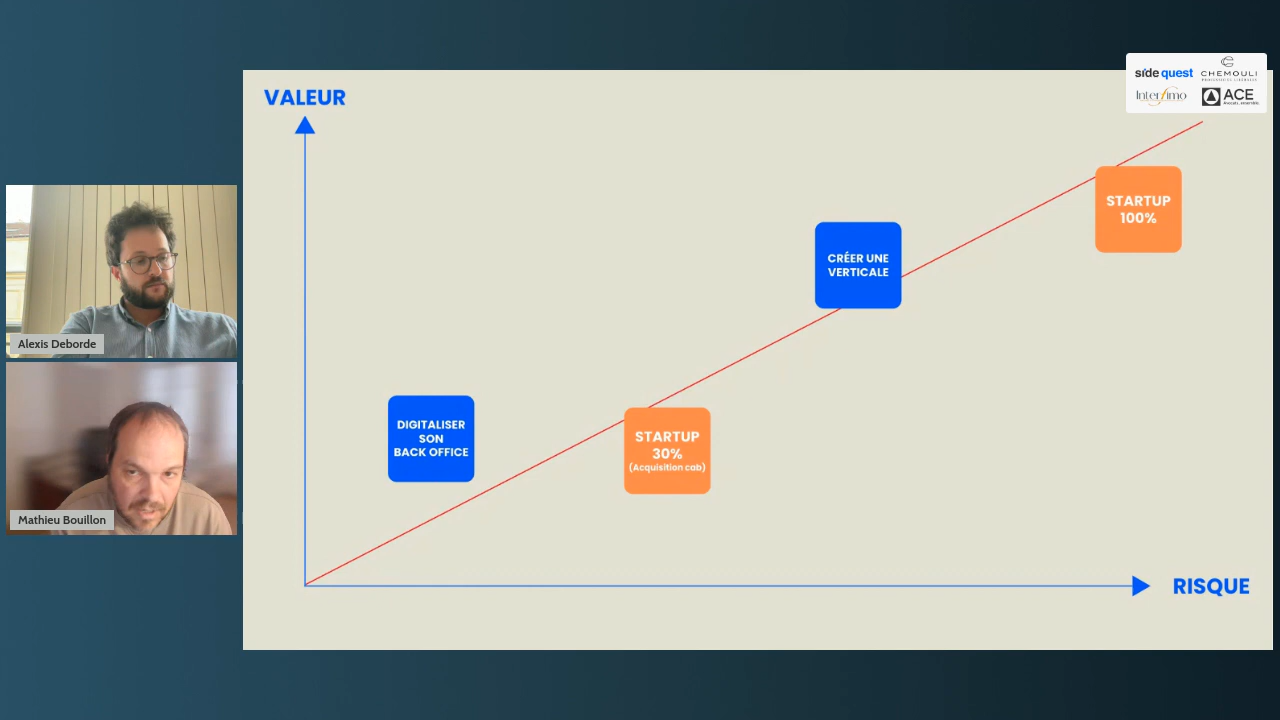 VALEUR
side quest
CHEMOULI
Interfimo
ACE
STARTUP
100%
CRÉER UNE
VERTICALE
DIGITALISER
SON
BACK OFFICE
STARTUP
30%
(Acquisition cab)
RISQUE
Alexis Deborde
Mathieu Bouillon